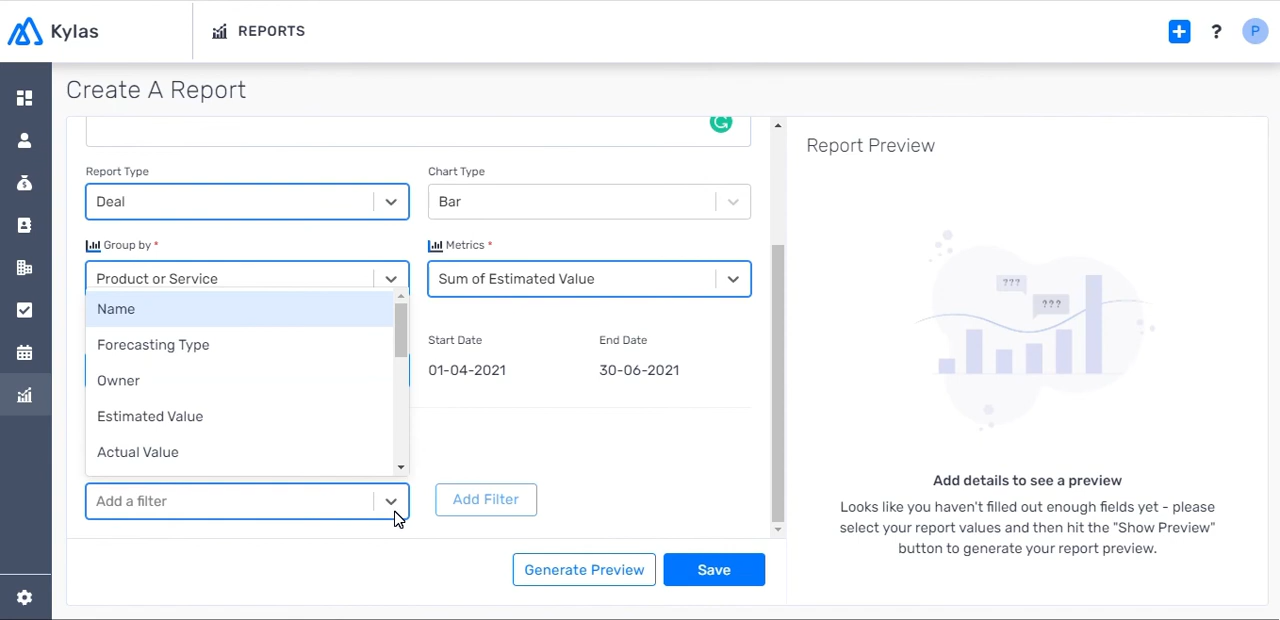 Kylas
REPORTS
?
P
Create A Report
Report Type
Chart Type
Deal
Bar
Group by *
Metrics *
Product or Service
Sum of Estimated Value
Name
Forecasting Type
Owner
Estimated Value
Actual Value
Start Date
End Date
01-04-2021
30-06-2021
Add a filter
Add Filter
Generate Preview
Save
Report Preview
???
???
Add details to see a preview
Looks like you haven't filled out enough fields yet - please
select your report values and then hit the "Show Preview"
button to generate your report preview.